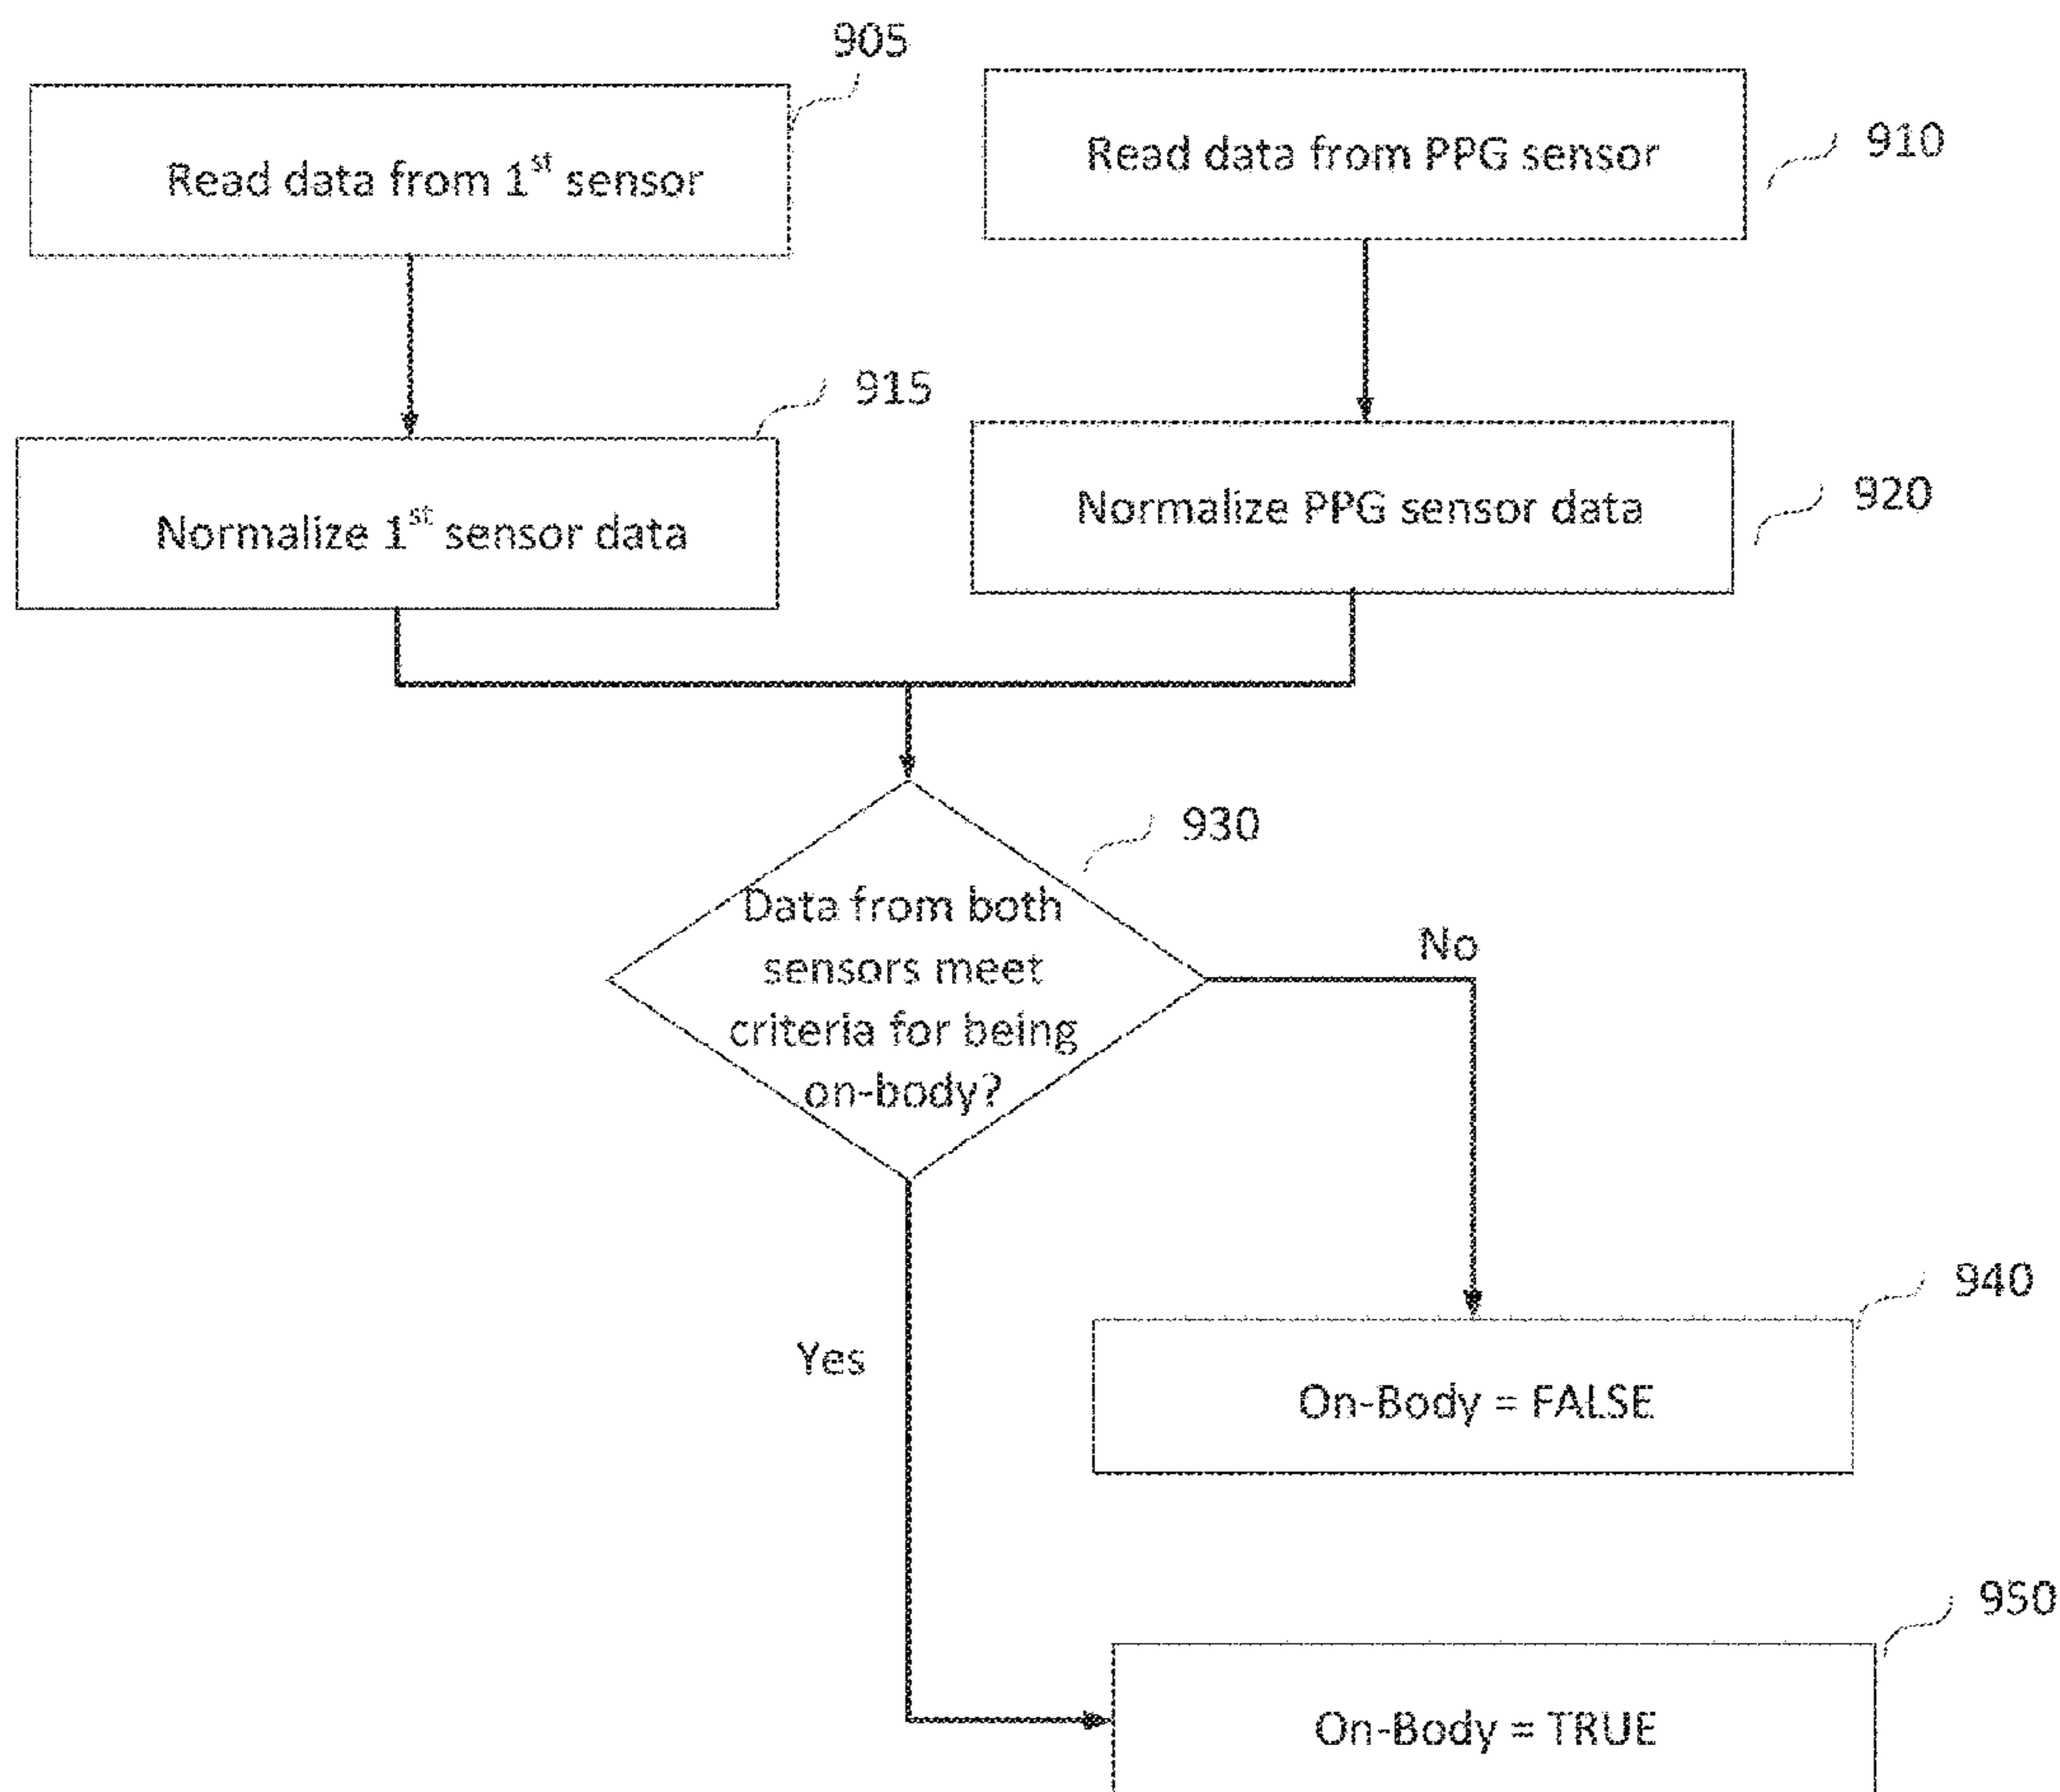 905
Read data from 1st sensor
Read data from PPG sensor
910
915
Normalize 1st sensor data
Normalize PPG sensor data
920
930
Data from both
sensors meet
criteria for being
on-body?
No
Yes
940
On-Body = FALSE
950
On-Body = TRUE